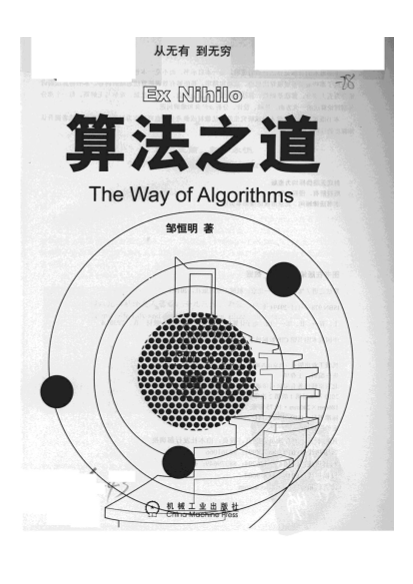 从无有 到无穷
Ex Nihilo
算法之道
The Way of Algorithms
邹恒明 著
机械工业出版社
China Machine Press